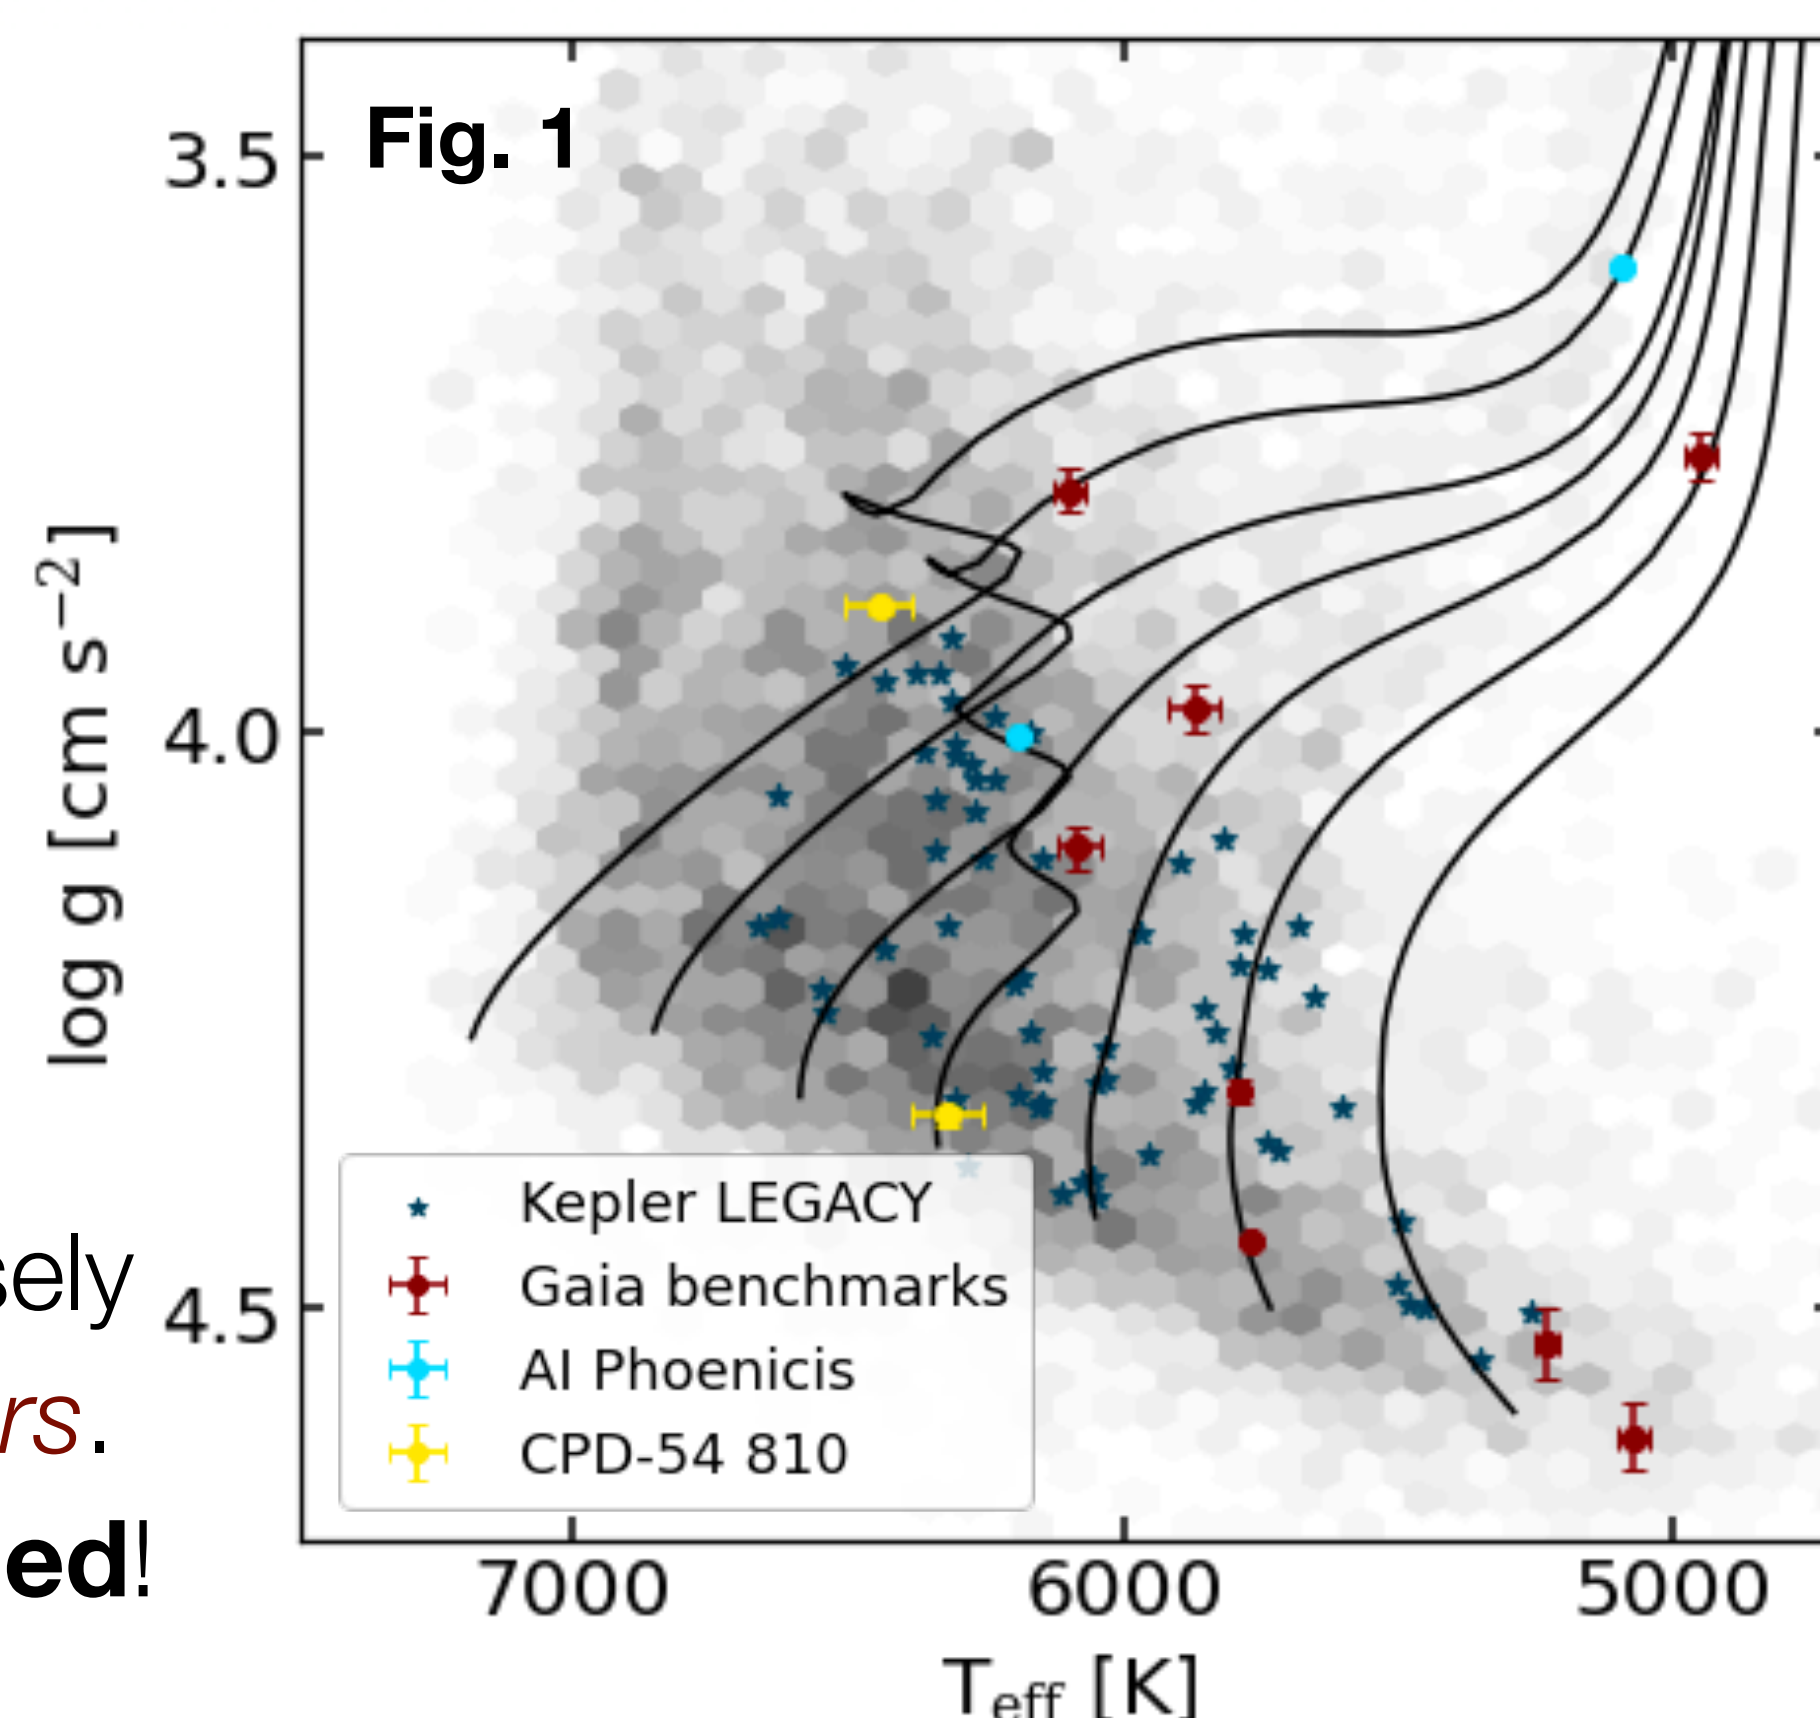 Fig. 1
3.5
4.0
4.5
log g [cm s⁻²]
Kepler LEGACY
Gaia benchmarks
AI Phoenicis
CPD-54 810
7000 6000 5000
T_eff [K]
sely
rs.
ed!